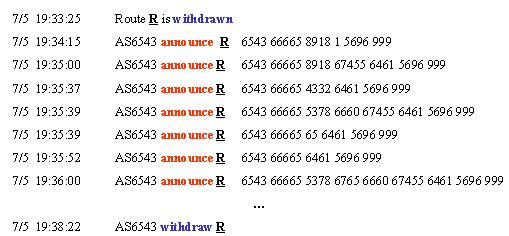 7/5 19:33:25 Route R is withdrawn
7/5 19:34:15 AS6543 announce R 6543 66665 8918 1 5696 999
7/5 19:35:00 AS6543 announce R 6543 66665 8918 67455 6461 5696 999
7/5 19:35:37 AS6543 announce R 6543 66665 4332 6461 5696 999
7/5 19:35:39 AS6543 announce R 6543 66665 5378 6660 67455 6461 5696 999
7/5 19:35:39 AS6543 announce R 6543 66665 65 6461 5696 999
7/5 19:35:52 AS6543 announce R 6543 66665 6461 5696 999
7/5 19:36:00 AS6543 announce R 6543 66665 5378 6765 6660 67455 6461 5696 999
...
7/5 19:38:22 AS6543 withdraw R